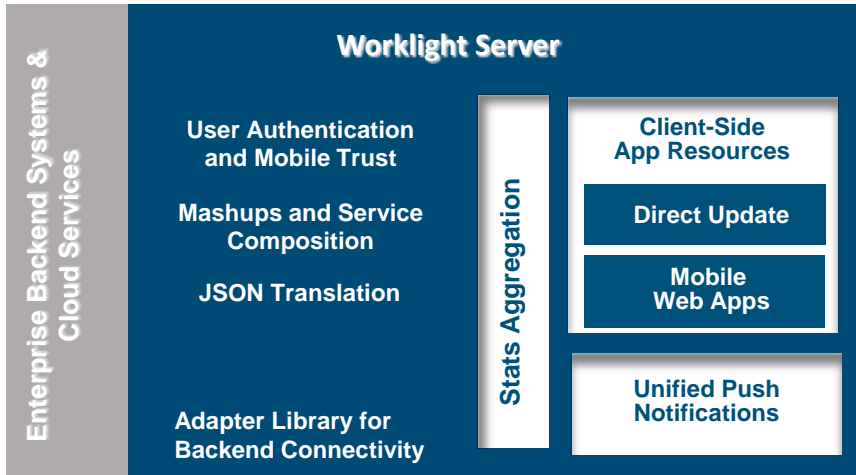 Worklight Server
Enterprise Backend Systems &
Cloud Services
User Authentication
and Mobile Trust
Mashups and Service
Composition
JSON Translation
Adapter Library for
Backend Connectivity
Stats Aggregation
Client-Side
App Resources
Direct Update
Mobile
Web Apps
Unified Push
Notifications